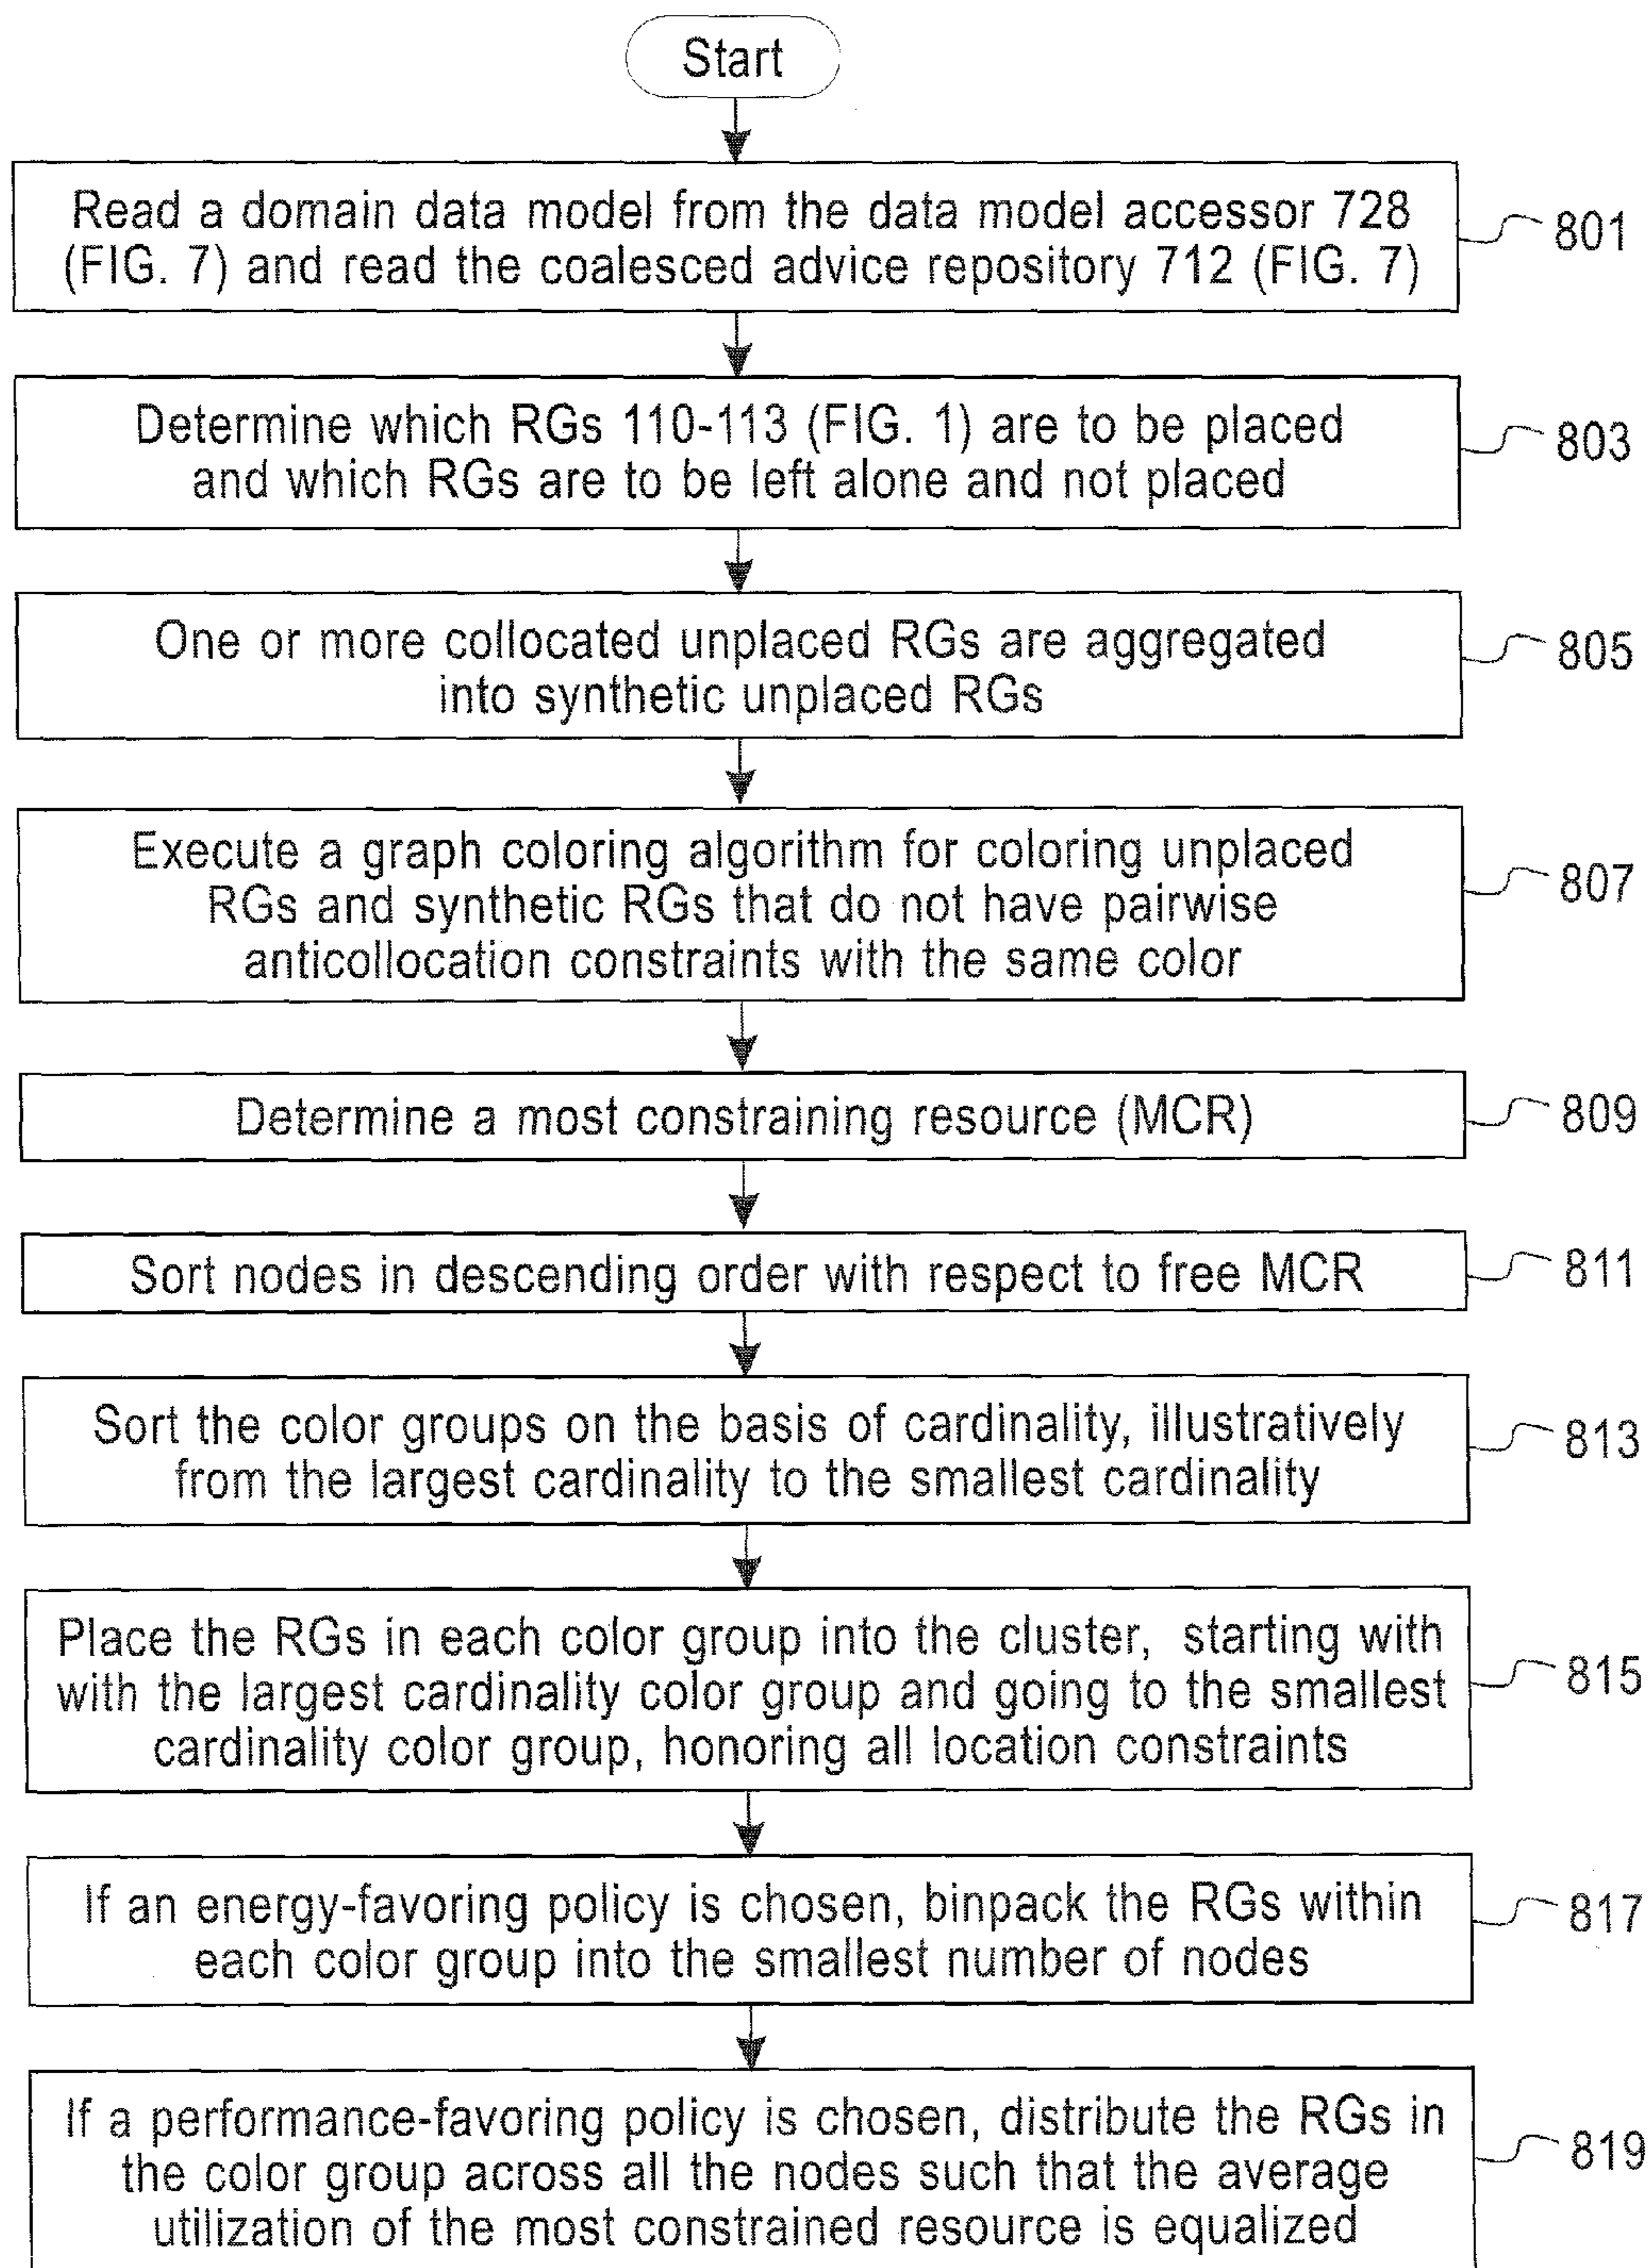 Start
Read a domain data model from the data model accessor 728
(FIG. 7) and read the coalesced advice repository 712 (FIG. 7)
801
Determine which RGs 110-113 (FIG. 1) are to be placed
and which RGs are to be left alone and not placed
803
One or more collocated unplaced RGs are aggregated
into synthetic unplaced RGs
805
Execute a graph coloring algorithm for coloring unplaced
RGs and synthetic RGs that do not have pairwise
anticollocation constraints with the same color
807
Determine a most constraining resource (MCR)
809
Sort nodes in descending order with respect to free MCR
811
Sort the color groups on the basis of cardinality, illustratively
from the largest cardinality to the smallest cardinality
813
Place the RGs in each color group into the cluster, starting with
with the largest cardinality color group and going to the smallest
cardinality color group, honoring all location constraints
815
If an energy-favoring policy is chosen, binpack the RGs within
each color group into the smallest number of nodes
817
If a performance-favoring policy is chosen, distribute the RGs in
the color group across all the nodes such that the average
utilization of the most constrained resource is equalized
819